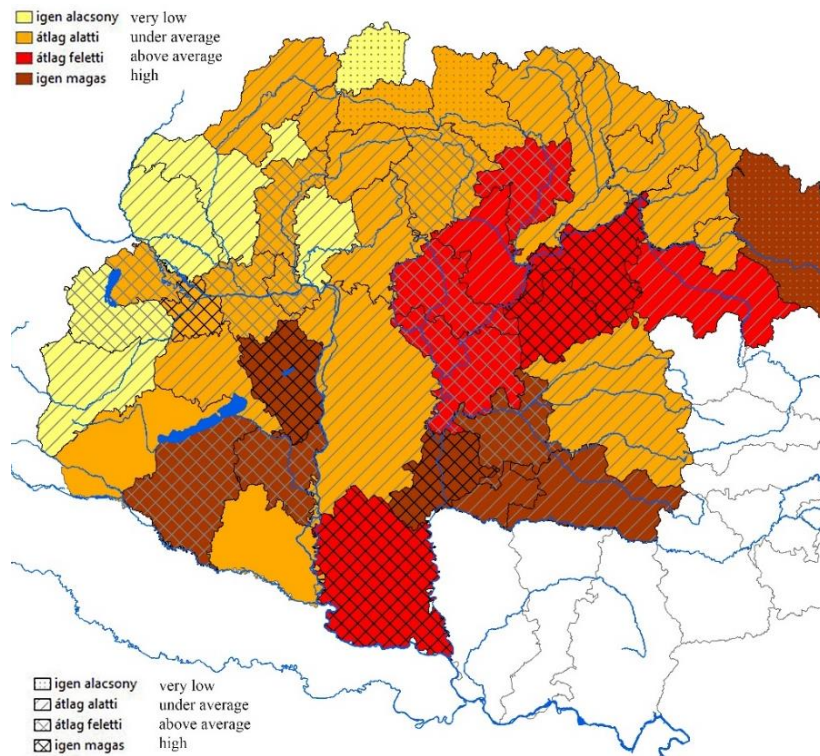 igen alacsony very low
átlag alatti under average
átlag feletti above average
igen magas high
igen alacsony very low
átlag alatti under average
átlag feletti above average
igen magas high